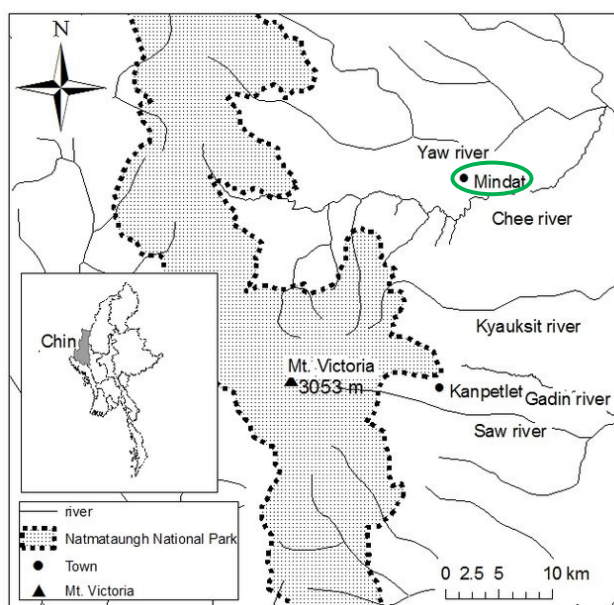 N
Yaw river
Mindat
Chee river
Chin
Kyauksit river
Mt. Victoria
3053 m
Kanpetlet
Gadin river
Saw river
river
Natmataungh National Park
Town
Mt. Victoria
0 2.5 5 10 km